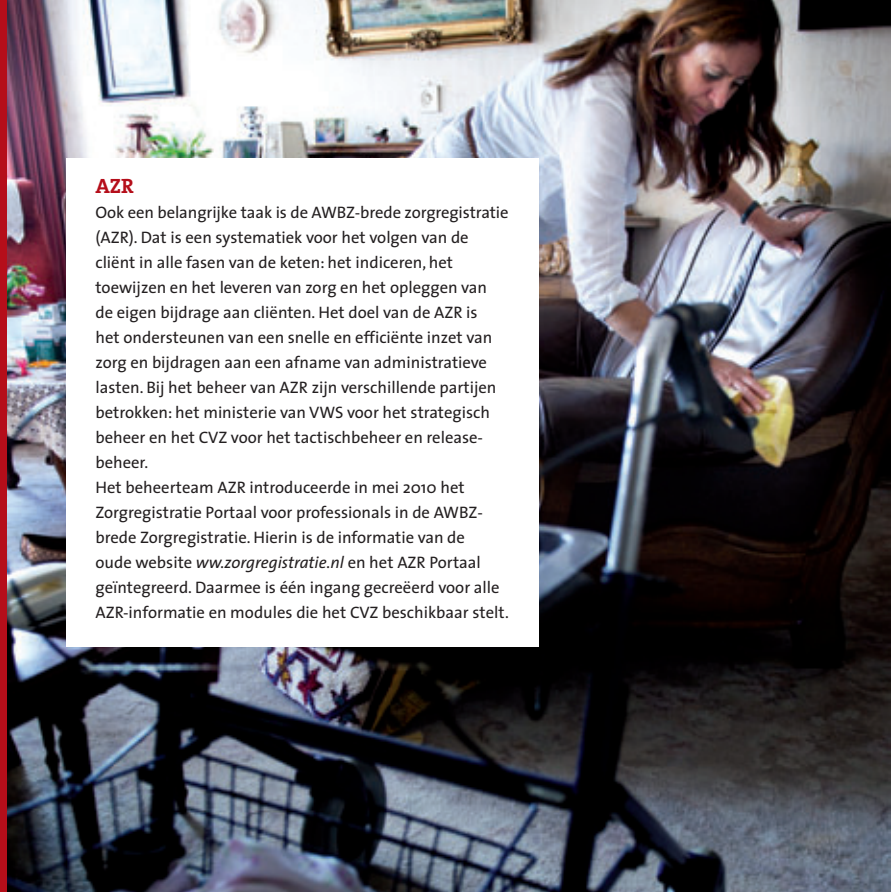 AZR
Ook een belangrijke taak is de AWBZ-brede zorgregistratie
(AZR). Dat is een systematiek voor het volgen van de
cliënt in alle fasen van de keten: het indiceren, het
toewijzen en het leveren van zorg en het opleggen van
de eigen bijdrage aan cliënten. Het doel van de AZR is
het ondersteunen van een snelle en efficiënte inzet van
zorg en bijdragen aan een afname van administratieve
lasten. Bij het beheer van AZR zijn verschillende partijen
betrokken: het ministerie van VWS voor het strategisch
beheer en het CVZ voor het tactischbeheer en release-
beheer.
Het beheerteam AZR introduceerde in mei 2010 het
Zorgregistratie Portaal voor professionals in de AWBZ-
brede Zorgregistratie. Hierin is de informatie van de
oude website ww.zorgregistratie.nl en het AZR Portaal
geïntegreerd. Daarmee is één ingang gecreëerd voor alle
AZR-informatie en modules die het CVZ beschikbaar stelt.